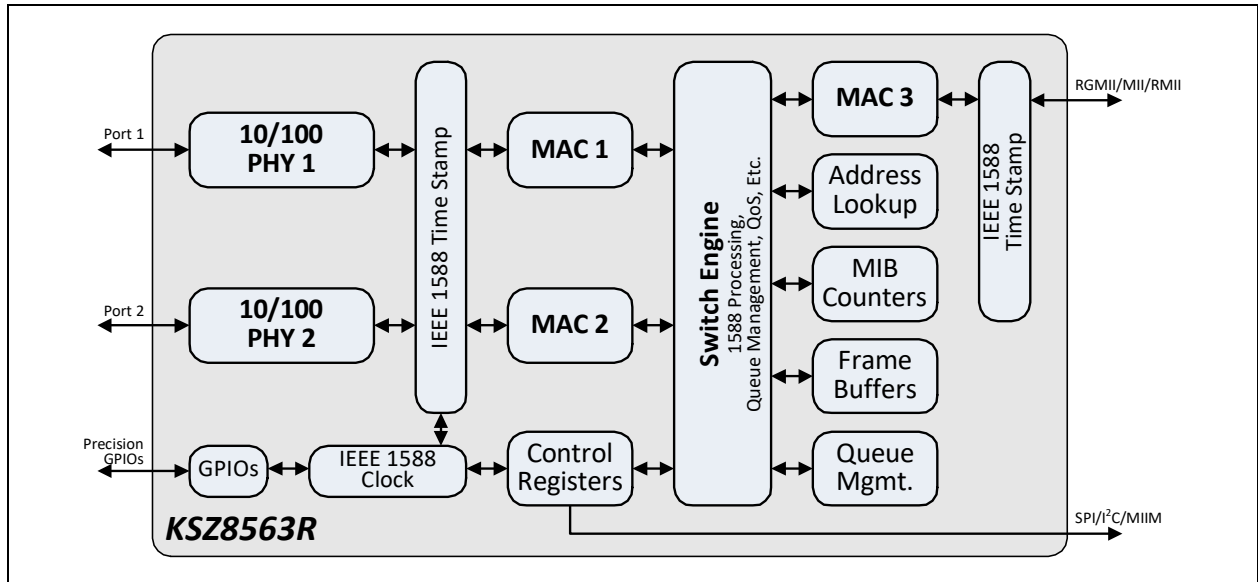 Port 1
10/100
PHY 1
IEEE 1588 Time Stamp
MAC 1
Switch Engine
1588 Processing,
Queue Management, QoS, Etc.
MAC 3
IEEE 1588
Time Stamp
RGMII/MII/RMII
Address
Lookup
Port 2
10/100
PHY 2
MAC 2
MIB
Counters
Frame
Buffers
Precision
GPIOs
GPIOs
IEEE 1588
Clock
Control
Registers
Queue
Mgmt.
KSZ8563R
SPI/I²C/MIIM